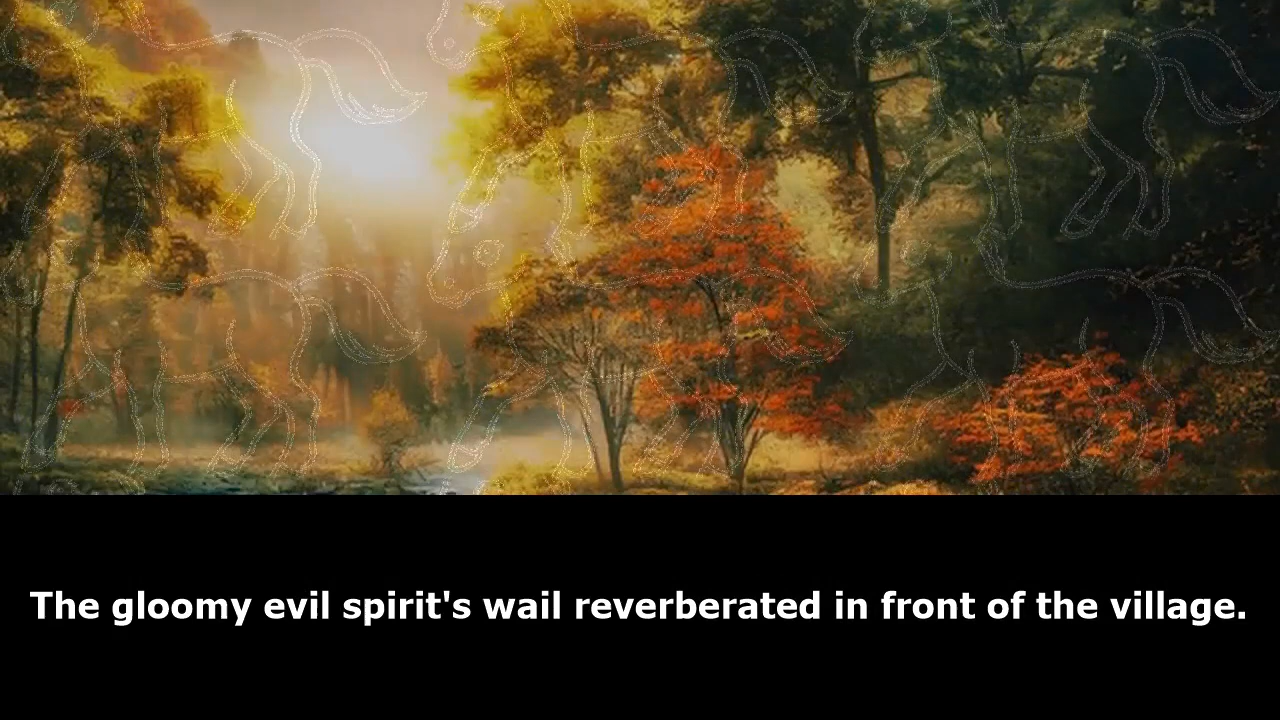 The gloomy evil spirit's wail reverberated in front of the village.